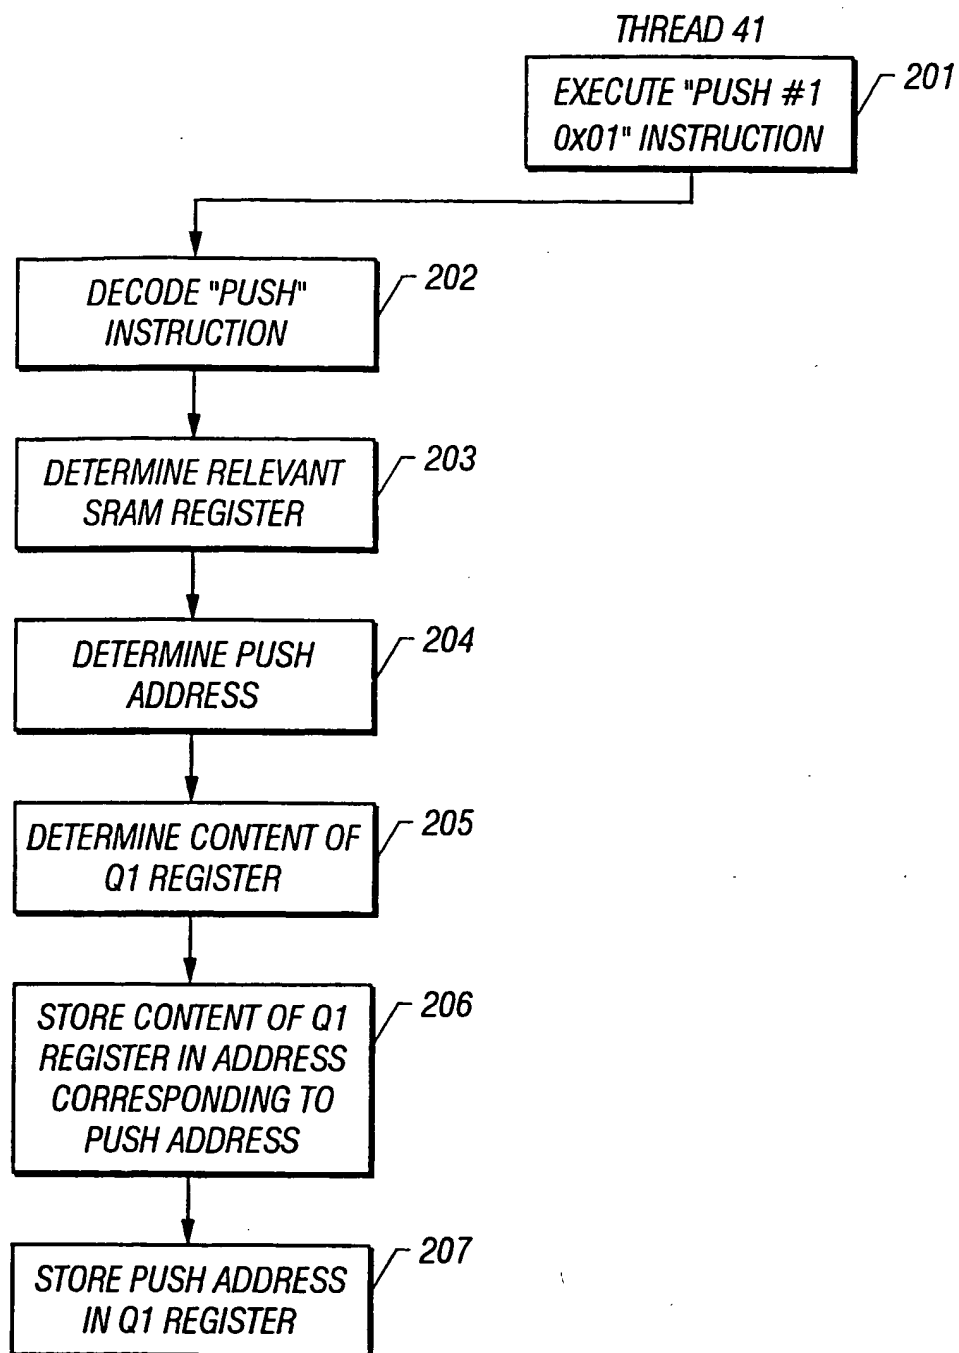 THREAD 41
EXECUTE "PUSH #1
0x01" INSTRUCTION
201
DECODE "PUSH"
INSTRUCTION
202
DETERMINE RELEVANT
SRAM REGISTER
203
DETERMINE PUSH
ADDRESS
204
DETERMINE CONTENT OF
Q1 REGISTER
205
STORE CONTENT OF Q1
REGISTER IN ADDRESS
CORRESPONDING TO
PUSH ADDRESS
206
STORE PUSH ADDRESS
IN Q1 REGISTER
207